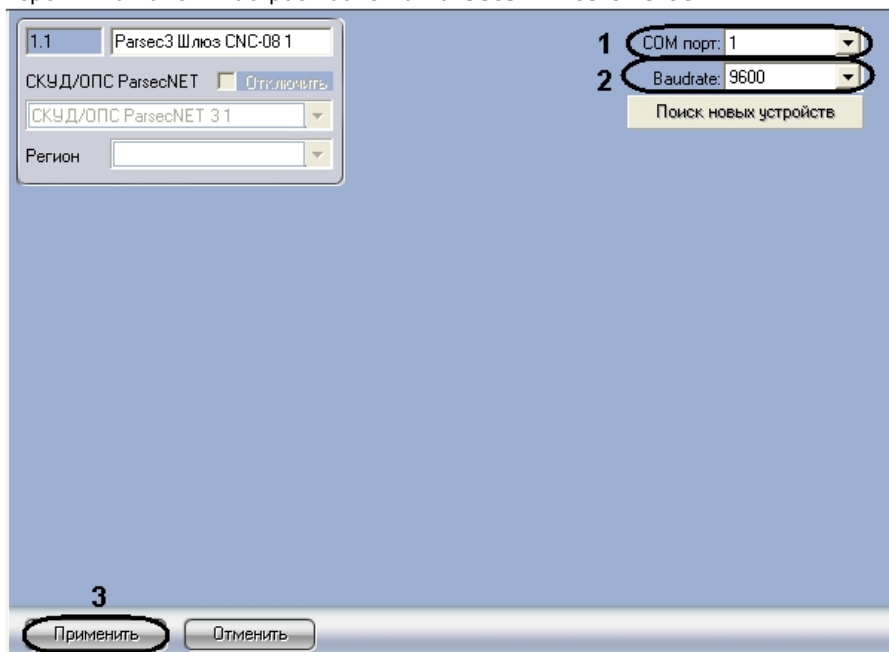 1.1 Parsec3 Шлюз CNC-08 1
СКУД/ОПС ParsecNET Отключить
СКУД/ОПС ParsecNET 3 1
Регион
1 COM порт: 1
2 Baudrate: 9600
Поиск новых устройств
3
Применить Отменить